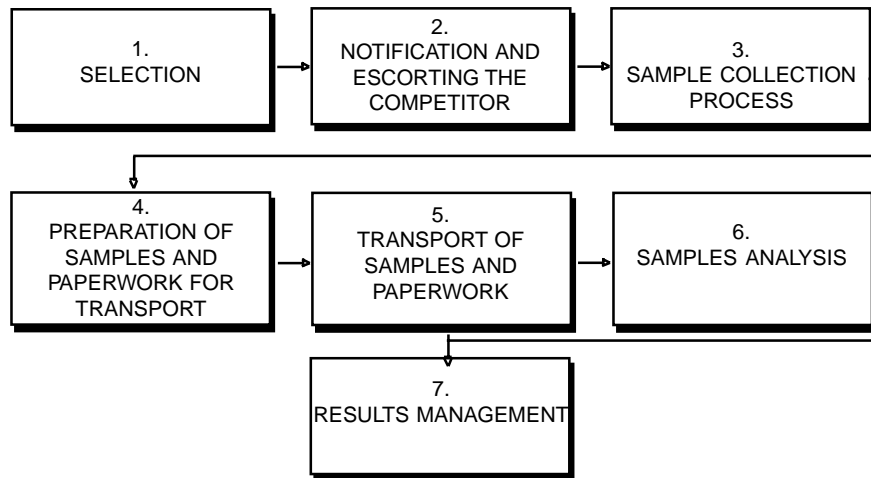 1.
SELECTION
2.
NOTIFICATION AND
ESCORTING THE
COMPETITOR
3.
SAMPLE COLLECTION
PROCESS
4.
PREPARATION OF
SAMPLES AND
PAPERWORK FOR
TRANSPORT
5.
TRANSPORT OF
SAMPLES AND
PAPERWORK
6.
SAMPLES ANALYSIS
7.
RESULTS MANAGEMENT